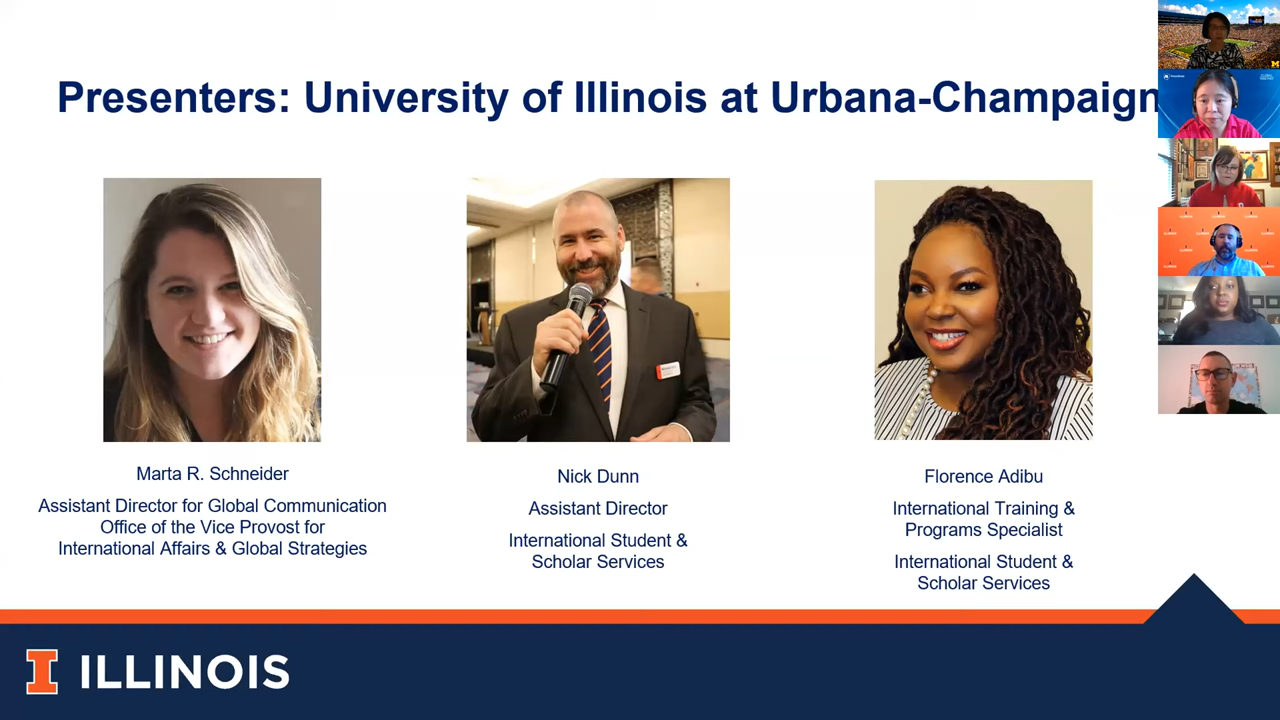 Presenters: University of Illinois at Urbana-Champaign
Marta R. Schneider
Assistant Director for Global Communication
Office of the Vice Provost for
International Affairs & Global Strategies
Nick Dunn
Assistant Director
International Student &
Scholar Services
Florence Adibu
International Training &
Programs Specialist
International Student &
Scholar Services
I ILLINOIS